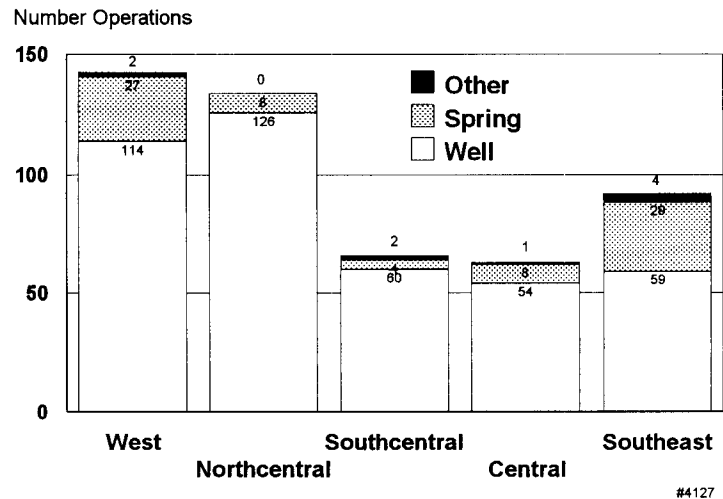 Number Operations
150
100
50
0
2
27
114
0
8
126
2
4
60
1
8
54
4
29
59
Other
Spring
Well
West
Northcentral
Southcentral
Central
Southeast
#4127